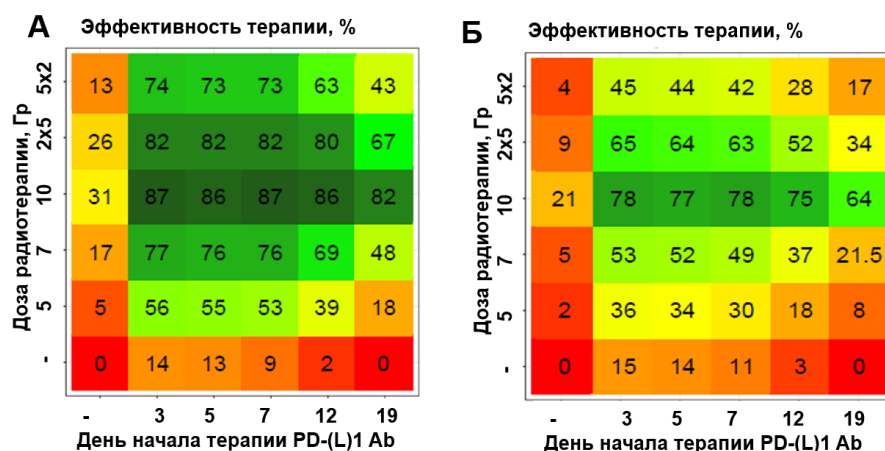 А Эффективность терапии, %
Доза радиотерапии, Гр
5x2 13 74 73 73 63 43
2x5 26 82 82 82 80 67
10 31 87 86 87 86 82
7 17 77 76 76 69 48
5 5 56 55 53 39 18
- 0 14 13 9 2 0
- 3 5 7 12 19
День начала терапии PD-(L)1 Ab
Б Эффективность терапии, %
Доза радиотерапии, Гр
5x2 4 45 44 42 28 17
2x5 9 65 64 63 52 34
10 21 78 77 78 75 64
7 5 53 52 49 37 21.5
5 2 36 34 30 18 8
- 0 15 14 11 3 0
- 3 5 7 12 19
День начала терапии PD-(L)1 Ab